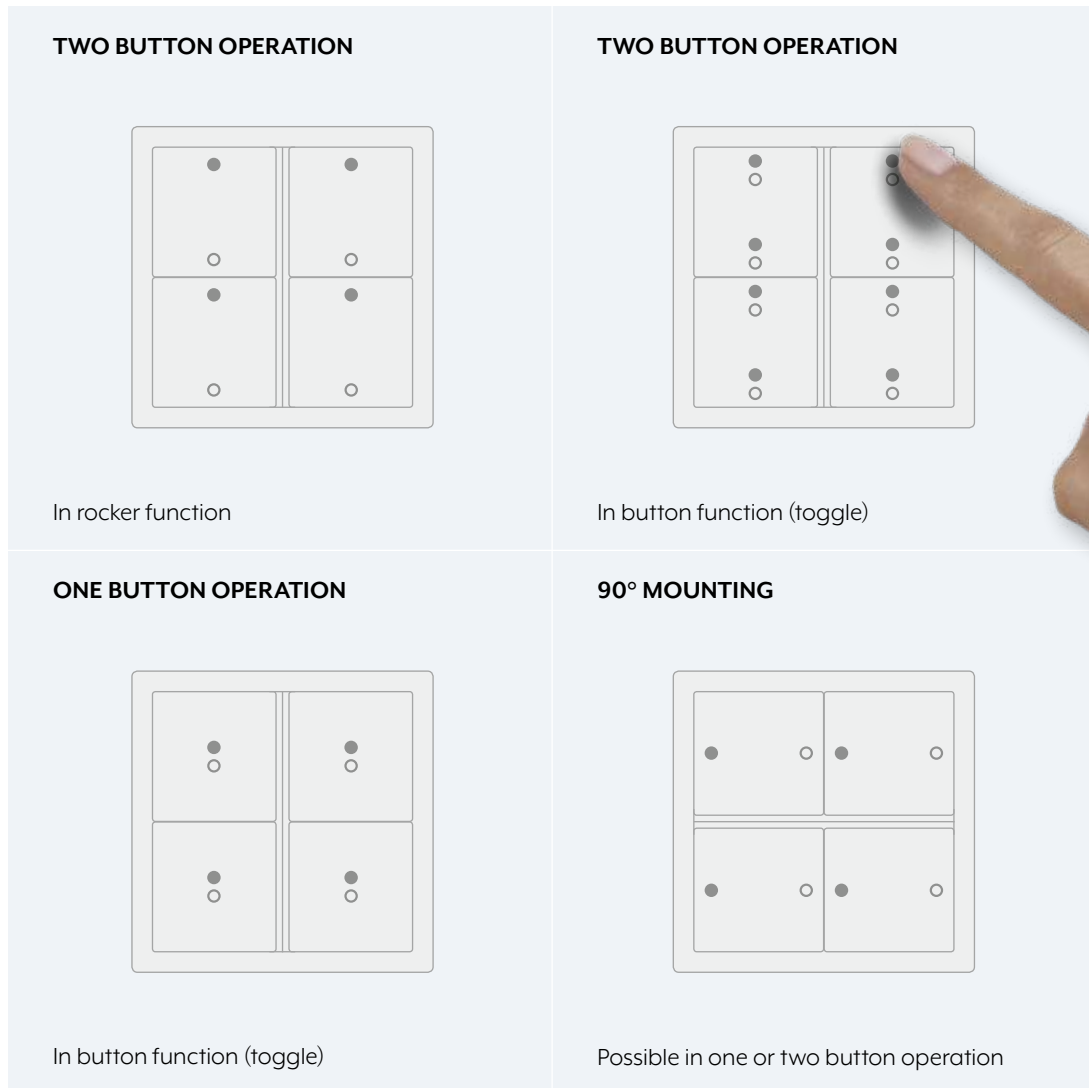 TWO BUTTON OPERATION
In rocker function
TWO BUTTON OPERATION
In button function (toggle)
ONE BUTTON OPERATION
In button function (toggle)
90° MOUNTING
Possible in one or two button operation